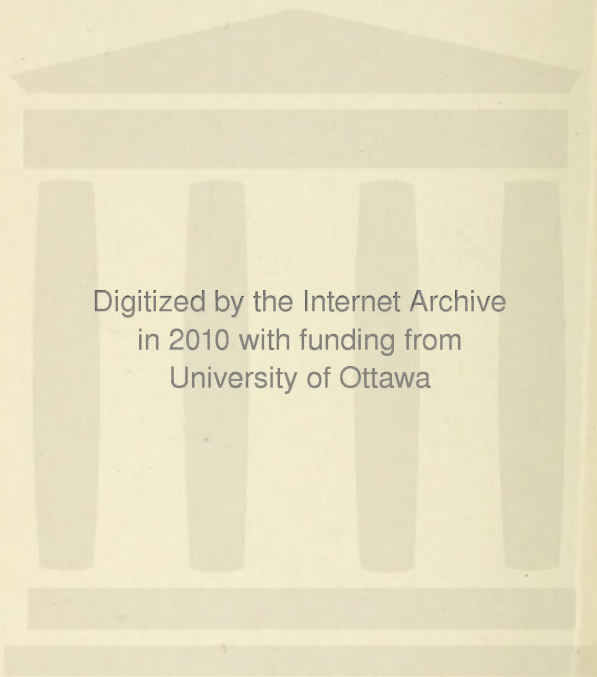 Digitized by the Internet Archive
in 2010 with funding from
University of Ottawa